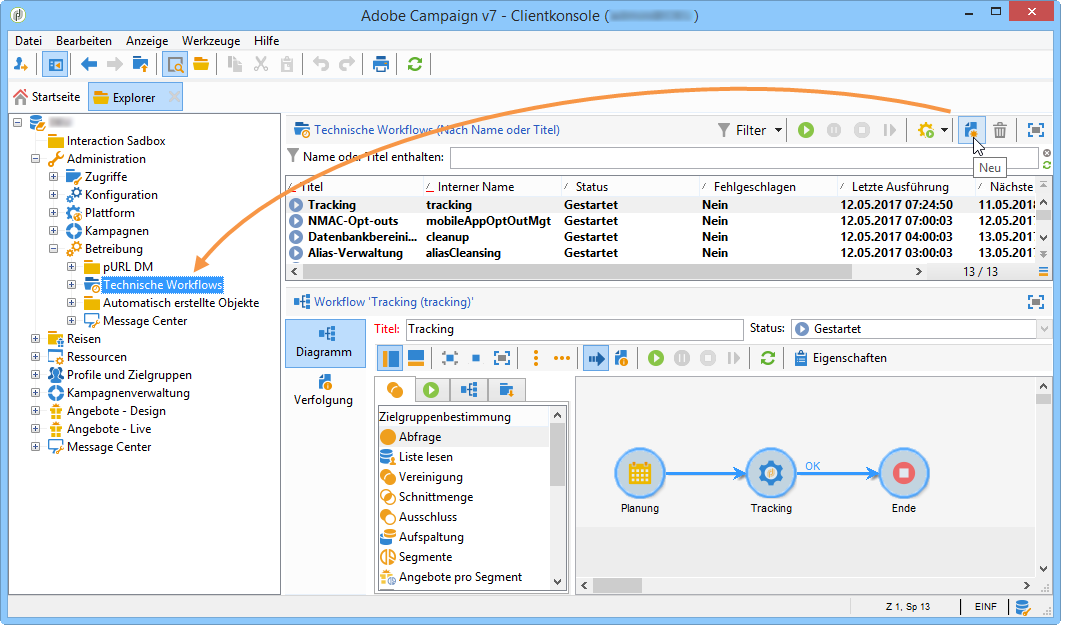 Adobe Campaign v7 - Clientkonsole ( )
Datei Bearbeiten Anzeige Werkzeuge Hilfe
Startseite Explorer
Interaction Sadbox
Administration
Zugriffe
Konfiguration
Plattform
Kampagnen
Betreibung
pURL DM
Technische Workflows
Automatisch erstellte Objekte
Message Center
Reisen
Ressourcen
Profile und Zielgruppen
Kampagnenverwaltung
Angebote - Design
Angebote - Live
Message Center
Technische Workflows (Nach Name oder Titel) Filter
Name oder Titel enthalten:
Neu
Titel Interner Name Status Fehlgeschlagen Letzte Ausführung Nächste
Tracking tracking Gestartet Nein 12.05.2017 07:24:50 11.05.2018
NMAC-Opt-outs mobileAppOptOutMgt Gestartet Nein 12.05.2017 07:00:03 12.05.2017
Datenbankbereini... cleanup Gestartet Nein 12.05.2017 04:00:03 13.05.2017
Alias-Verwaltung aliasCleansing Gestartet Nein 12.05.2017 03:00:03 13.05.2017
13 / 13
Workflow 'Tracking (tracking)'
Diagramm
Verfolgung
Titel: Tracking Status: Gestartet
Eigenschaften
Zielgruppenbestimmung
Abfrage
Liste lesen
Vereinigung
Schnittmenge
Ausschluss
Aufspaltung
Segmente
Angebote pro Segment
OK
Planung Tracking Ende
Z 1, Sp 13 EINF